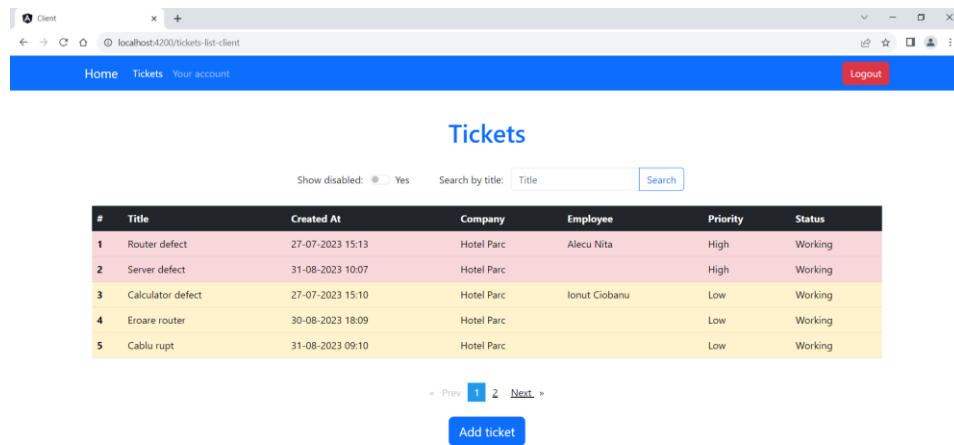 Client
localhost:4200/tickets-list-client
Home Tickets Your account Logout
Tickets
Show disabled: Yes Search by title: Title Search
# Title Created At Company Employee Priority Status
1 Router defect 27-07-2023 15:13 Hotel Parc Alecu Nita High Working
2 Server defect 31-08-2023 10:07 Hotel Parc High Working
3 Calculator defect 27-07-2023 15:10 Hotel Parc Ionut Ciobanu Low Working
4 Eroare router 30-08-2023 18:09 Hotel Parc Low Working
5 Cablu rupt 31-08-2023 09:10 Hotel Parc Low Working
« Prev 1 2 Next »
Add ticket